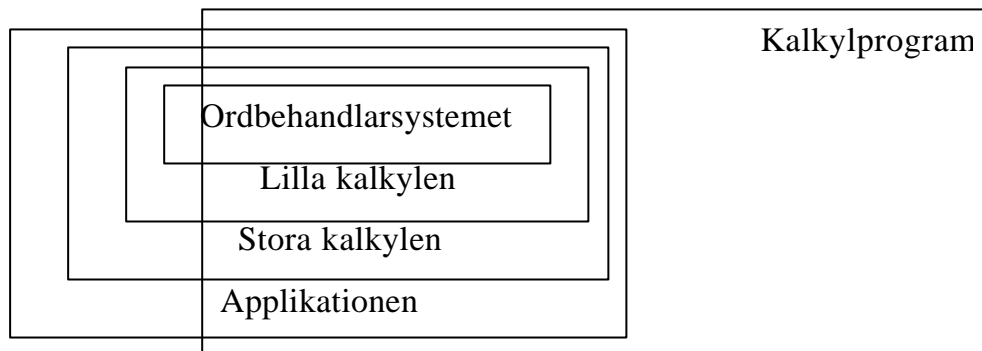 Kalkylprogram
Ordbehandlarsystemet
Lilla kalkylen
Stora kalkylen
Applikationen